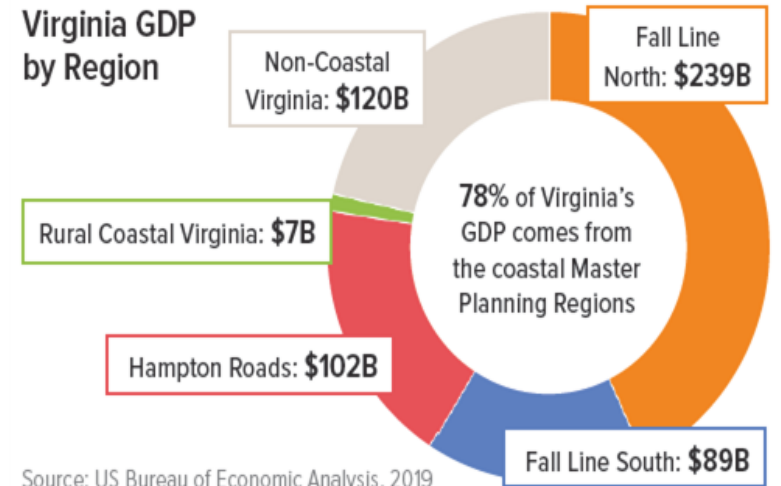 Virginia GDP
by Region
Non-Coastal
Virginia: $120B
Fall Line
North: $239B
Rural Coastal Virginia: $7B
78% of Virginia's
GDP comes from
the coastal Master
Planning Regions
Hampton Roads: $102B
Fall Line South: $89B
Source: US Bureau of Economic Analysis, 2019